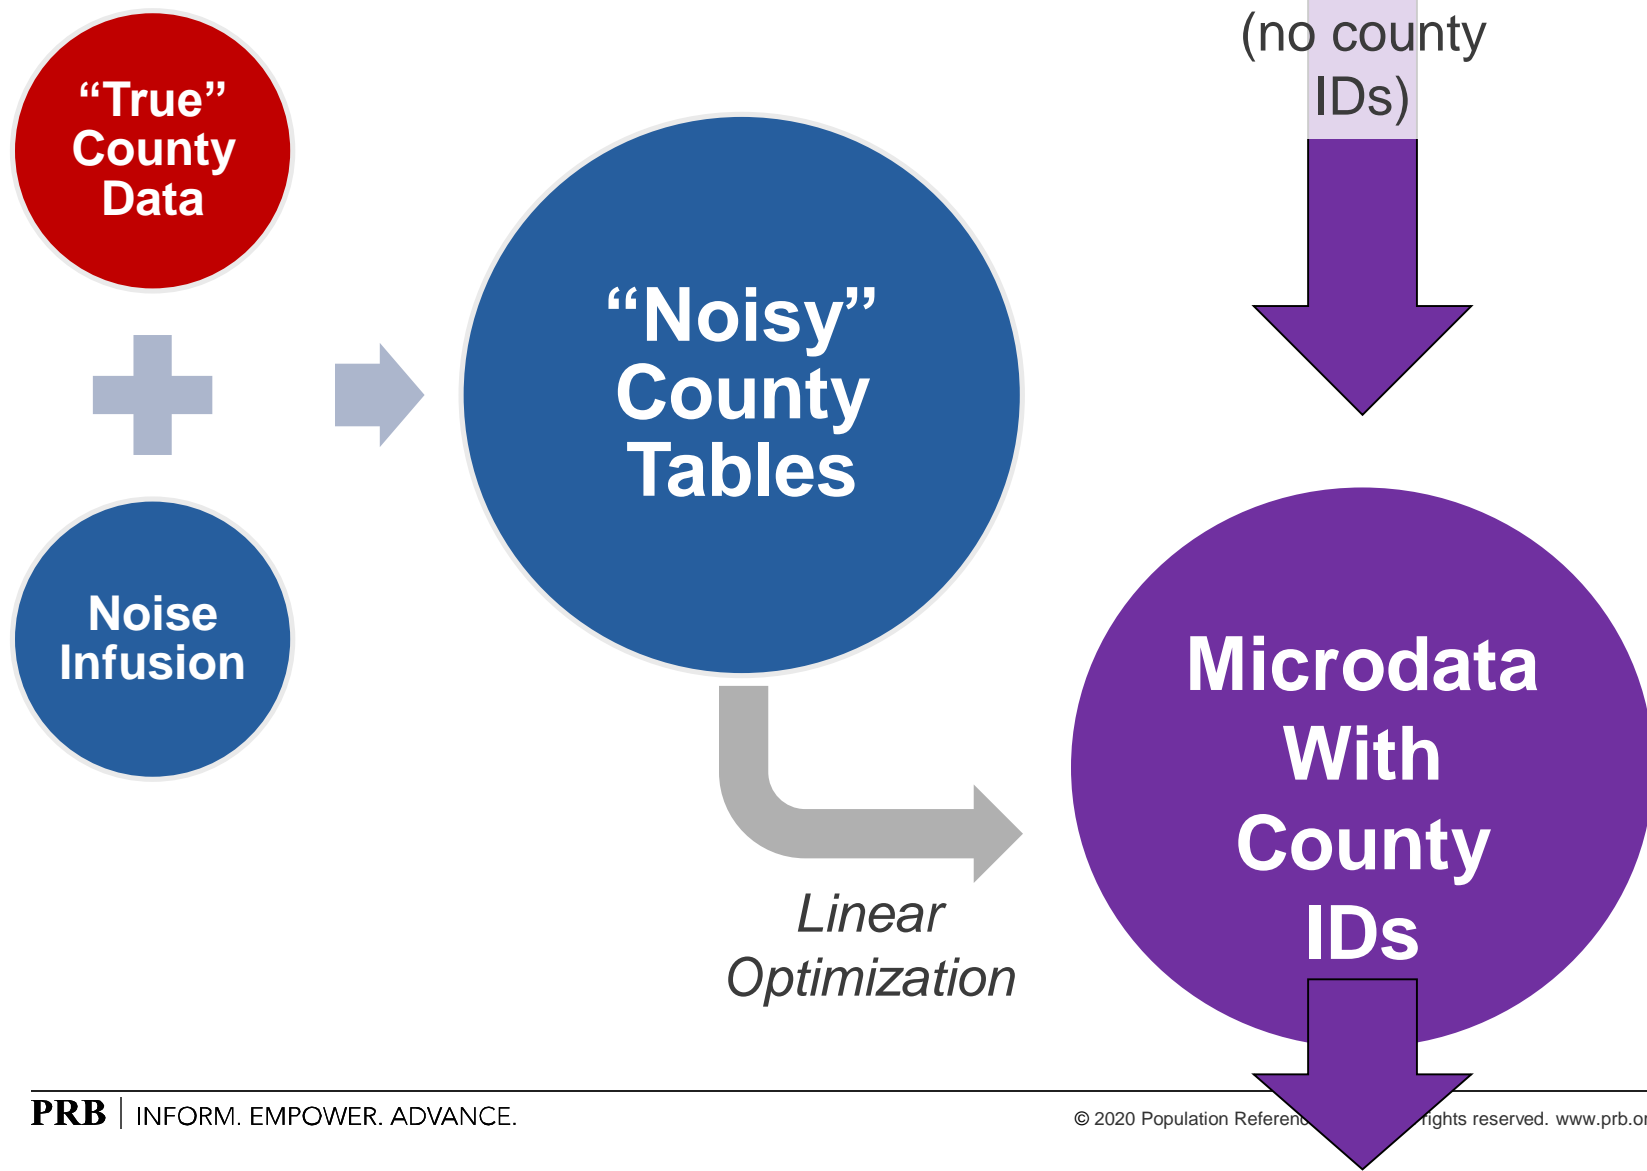 (no county
IDs)
“True”
County
Data
“Noisy”
County
Tables
Noise
Infusion
Microdata
With
County
IDs
Linear
Optimization
PRB | INFORM. EMPOWER. ADVANCE.
© 2020 Population rights reserved. www.prb.or